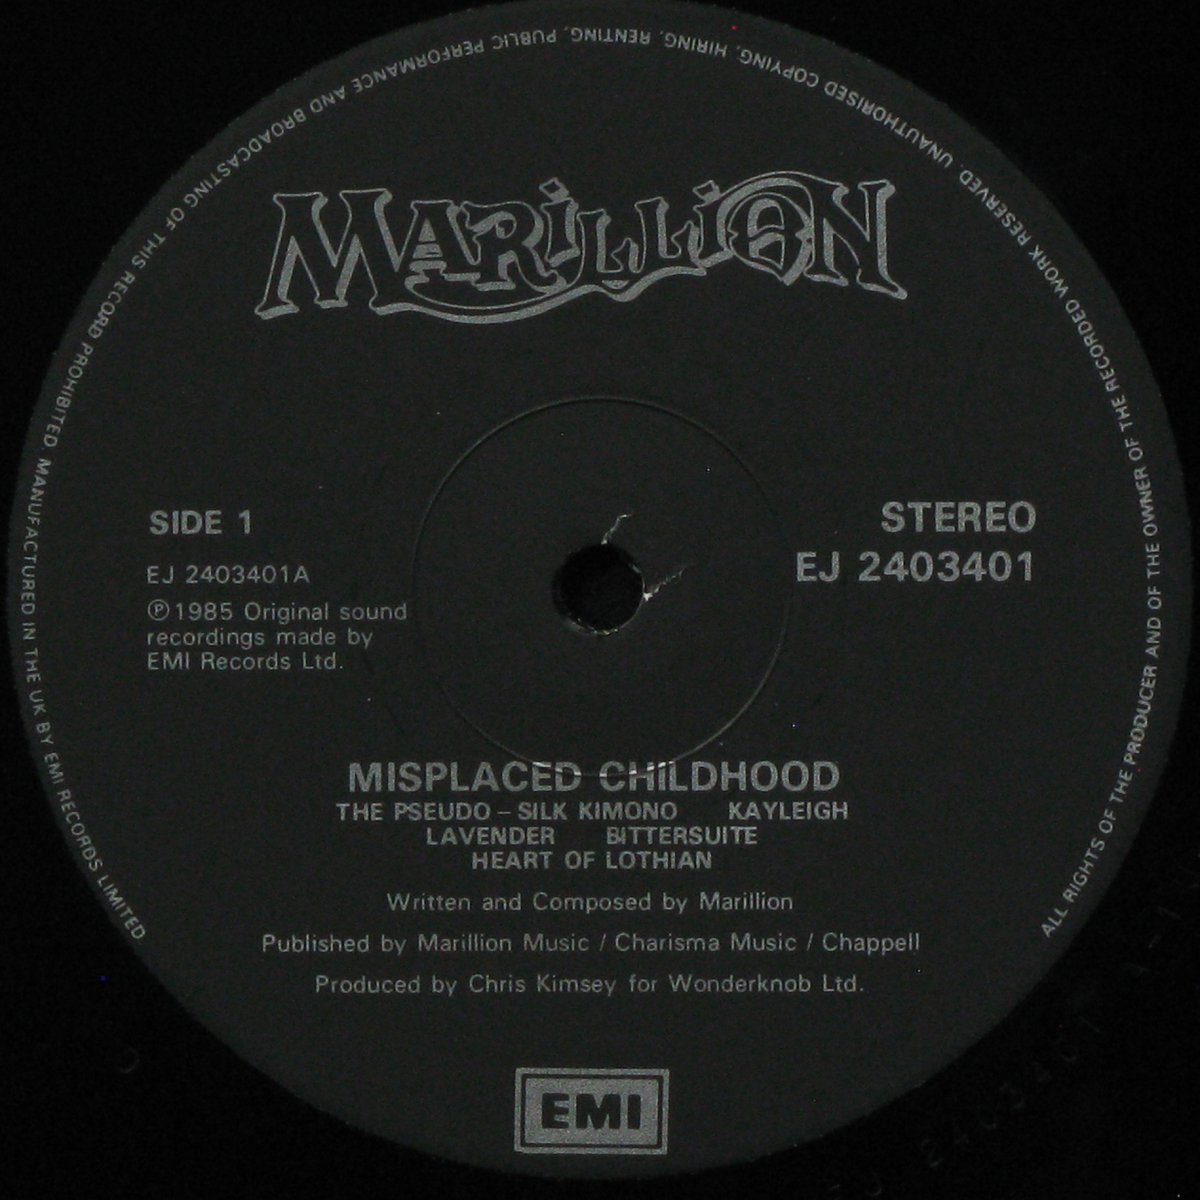 ALL RIGHTS OF THE PRODUCER AND OF THE OWNER OF THE RECORDED WORK RESERVED. UNAUTHORISED COPYING, HIRING, RENTING, PUBLIC PERFORMANCE AND BROADCASTING OF THIS RECORD PROHIBITED. MANUFACTURED IN THE UK BY EMI RECORDS LIMITED
MARILLION
SIDE 1
EJ 2403401A
Ⓟ1985 Original sound
recordings made by
EMI Records Ltd.
STEREO
EJ 2403401
MISPLACED CHILDHOOD
THE PSEUDO – SILK KIMONO KAYLEIGH
LAVENDER BITTERSUITE
HEART OF LOTHIAN
Written and Composed by Marillion
Published by Marillion Music / Charisma Music / Chappell
Produced by Chris Kimsey for Wonderknob Ltd.
EMI